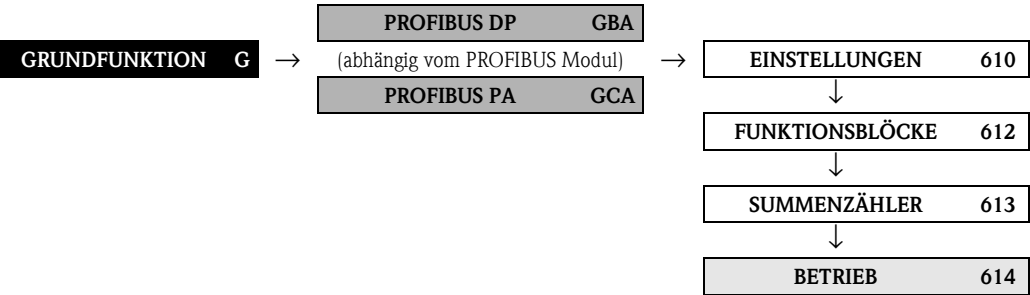 PROFIBUS DP GBA
GRUNDFUNKTION G → (abhängig vom PROFIBUS Modul) → EINSTELLUNGEN 610
PROFIBUS PA GCA
↓
FUNKTIONSBLÖCKE 612
↓
SUMMENZÄHLER 613
↓
BETRIEB 614